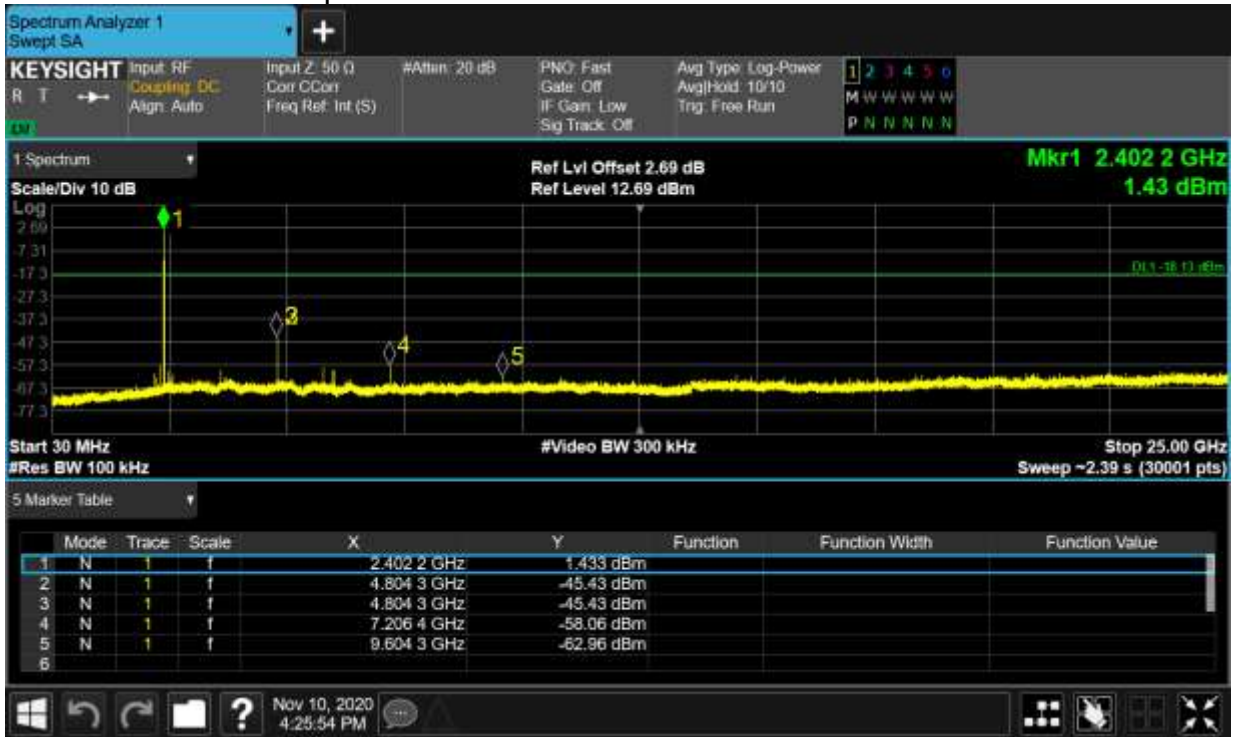 Spectrum Analyzer 1
Swept SA
+
KEYSIGHT Input: RF Input Z: 50 Ω #Atten: 20 dB PNO: Fast Avg Type: Log-Power 1 2 3 4 5 6
R T Coupling: DC Corr CCorr Gate: Off Avg|Hold: 10/10 M W W W W W
Align: Auto Freq Ref: Int (S) IF Gain: Low Trig: Free Run P N N N N N
Sig Track: Off
1 Spectrum
Ref Lvl Offset 2.69 dB Mkr1 2.402 2 GHz
Scale/Div 10 dB Ref Level 12.69 dBm 1.43 dBm
Log
1
2.69
-7.31
-17.3
DL1 -18.13 dBm
-27.3
-37.3
-47.3
4
-57.3
5
-67.3
-77.3
Start 30 MHz #Video BW 300 kHz Stop 25.00 GHz
#Res BW 100 kHz Sweep ~2.39 s (30001 pts)
5 Marker Table
Mode Trace Scale X Y Function Function Width Function Value
1 N 1 f 2.402 2 GHz 1.433 dBm
2 N 1 f 4.804 3 GHz -45.43 dBm
3 N 1 f 4.804 3 GHz -45.43 dBm
4 N 1 f 7.206 4 GHz -58.06 dBm
5 N 1 f 9.604 3 GHz -62.96 dBm
6
? Nov 10, 2020
4:25:54 PM